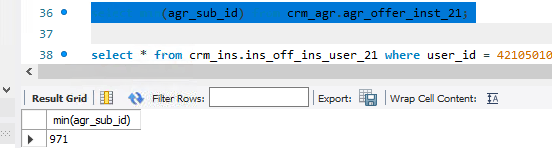 36
(agr_sub_id) crm_agr.agr_offer_inst_21;
37
38 select * from crm_ins.ins_off_ins_user_21 where user_id = 42105010
Result Grid Filter Rows: Export: Wrap Cell Content:
min(agr_sub_id)
971